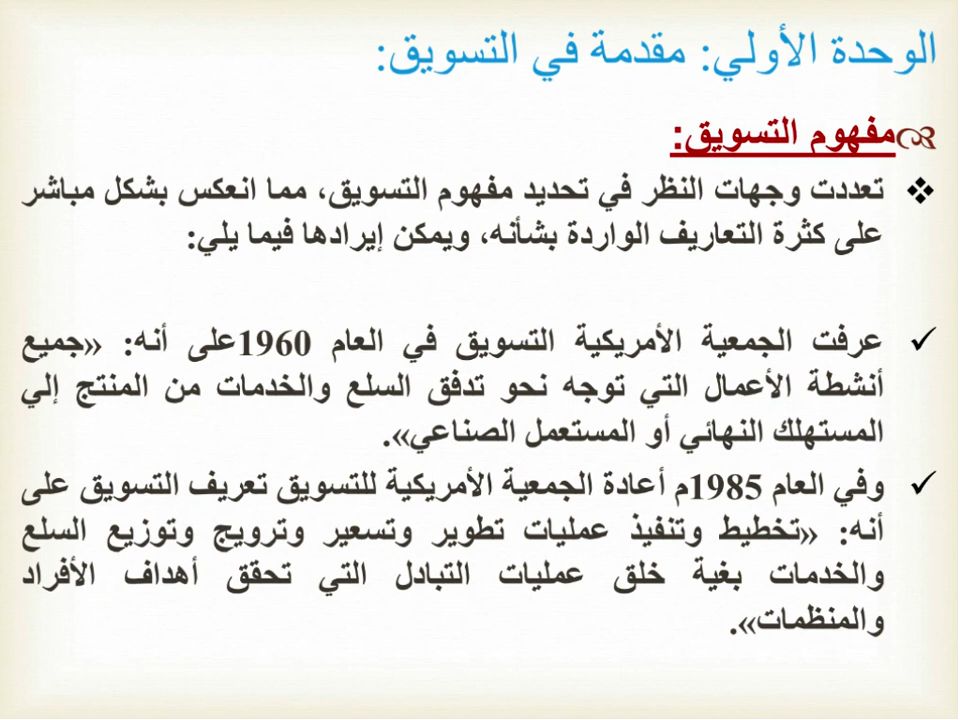 الوحدة الأولي: مقدمة في التسويق:
مفهوم التسويق:
تعددت وجهات النظر في تحديد مفهوم التسويق، مما انعكس بشكل مباشر
على كثرة التعاريف الواردة بشأنه، ويمكن إيرادها فيما يلي:
عرفت الجمعية الأمريكية التسويق في العام 1960على أنه: «جميع
أنشطة الأعمال التي توجه نحو تدفق السلع والخدمات من المنتج إلي
المستهلك النهائي أو المستعمل الصناعي».
وفي العام 1985م أعادة الجمعية الأمريكية للتسويق تعريف التسويق على
أنه: «تخطيط وتنفيذ عمليات تطوير وتسعير وترويج وتوزيع السلع
والخدمات بغية خلق عمليات التبادل التي تحقق أهداف الأفراد
والمنظمات».